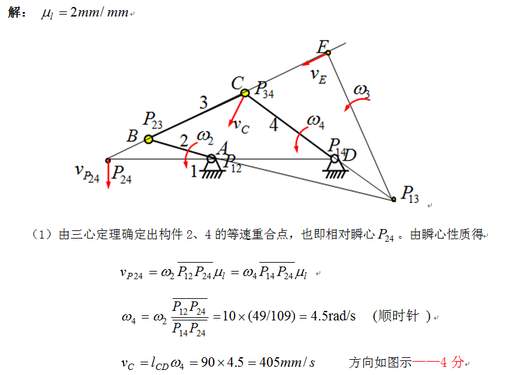 解： μl = 2mm/mm
E
vE
C P34
ω3
3
P23
vC
4
ω4
B
2
ω2
A
P14 D
vP24
P24
1
P12
P13
（1）由三心定理确定出构件2、4的等速重合点，也即相对瞬心P24。由瞬心性质得
vP24 = ω2 P12P24 μl = ω4 P14P24 μl
ω4 = ω2 P12P24 / P14P24 = 10×(49/109) = 4.5rad/s （顺时针 ）
vC = lCD ω4 = 90×4.5 = 405mm/s 方向如图示——4 分